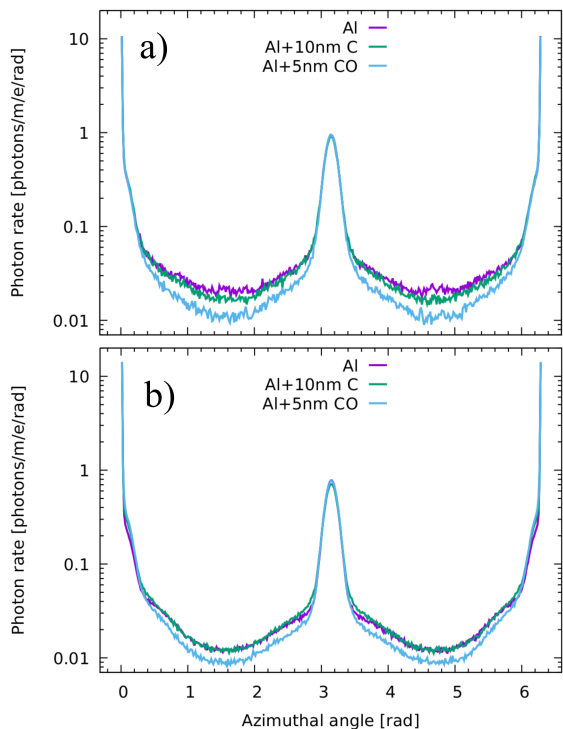 a)
Al
Al+10nm C
Al+5nm CO
Photon rate [photons/m/e/rad]
10
1
0.1
0.01
b)
Al
Al+10nm C
Al+5nm CO
Photon rate [photons/m/e/rad]
10
1
0.1
0.01
0 1 2 3 4 5 6
Azimuthal angle [rad]